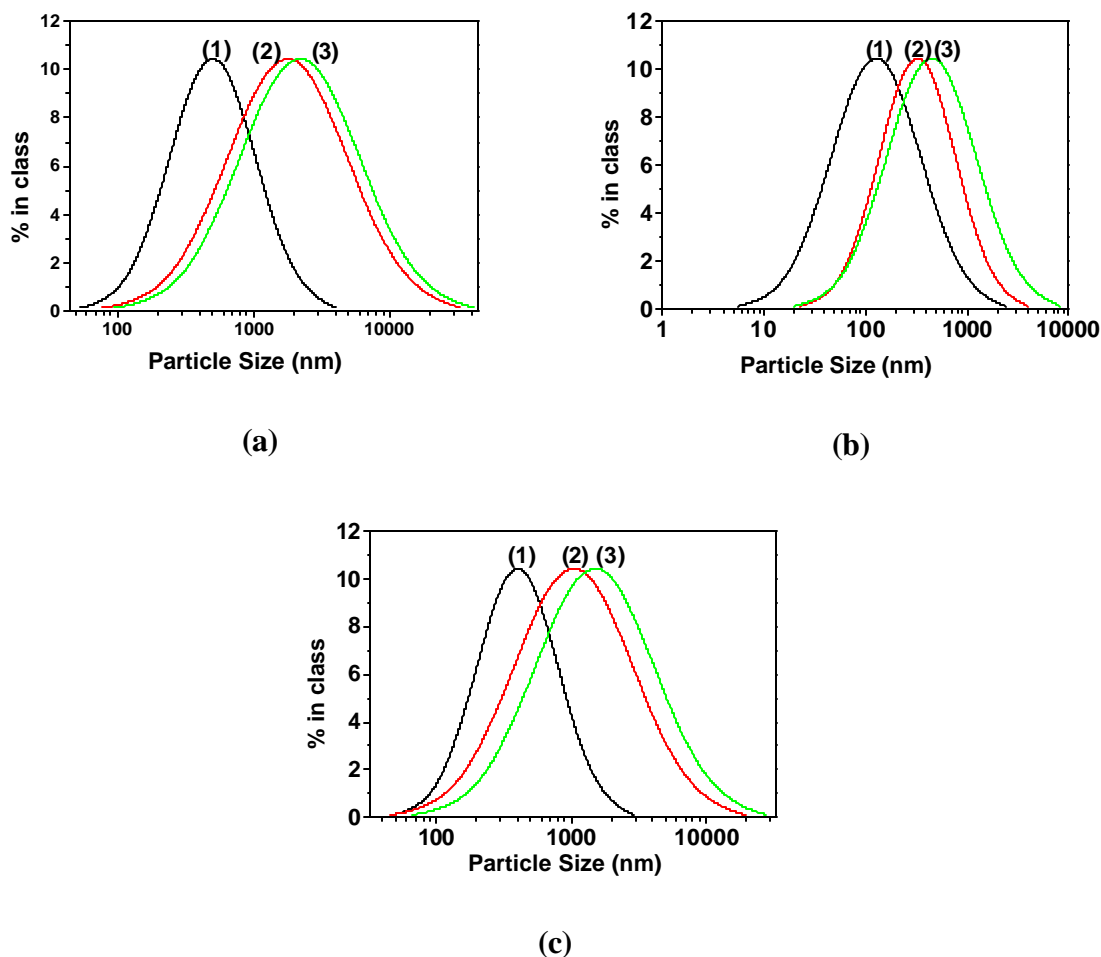 12
10
8
6
4
2
0
% in class
(1) (2) (3)
100 1000 10000
Particle Size (nm)
(a)
12
10
8
6
4
2
0
% in class
(1) (2) (3)
1 10 100 1000 10000
Particle Size (nm)
(b)
12
10
8
6
4
2
0
% in class
(1) (2) (3)
100 1000 10000
Particle Size (nm)
(c)